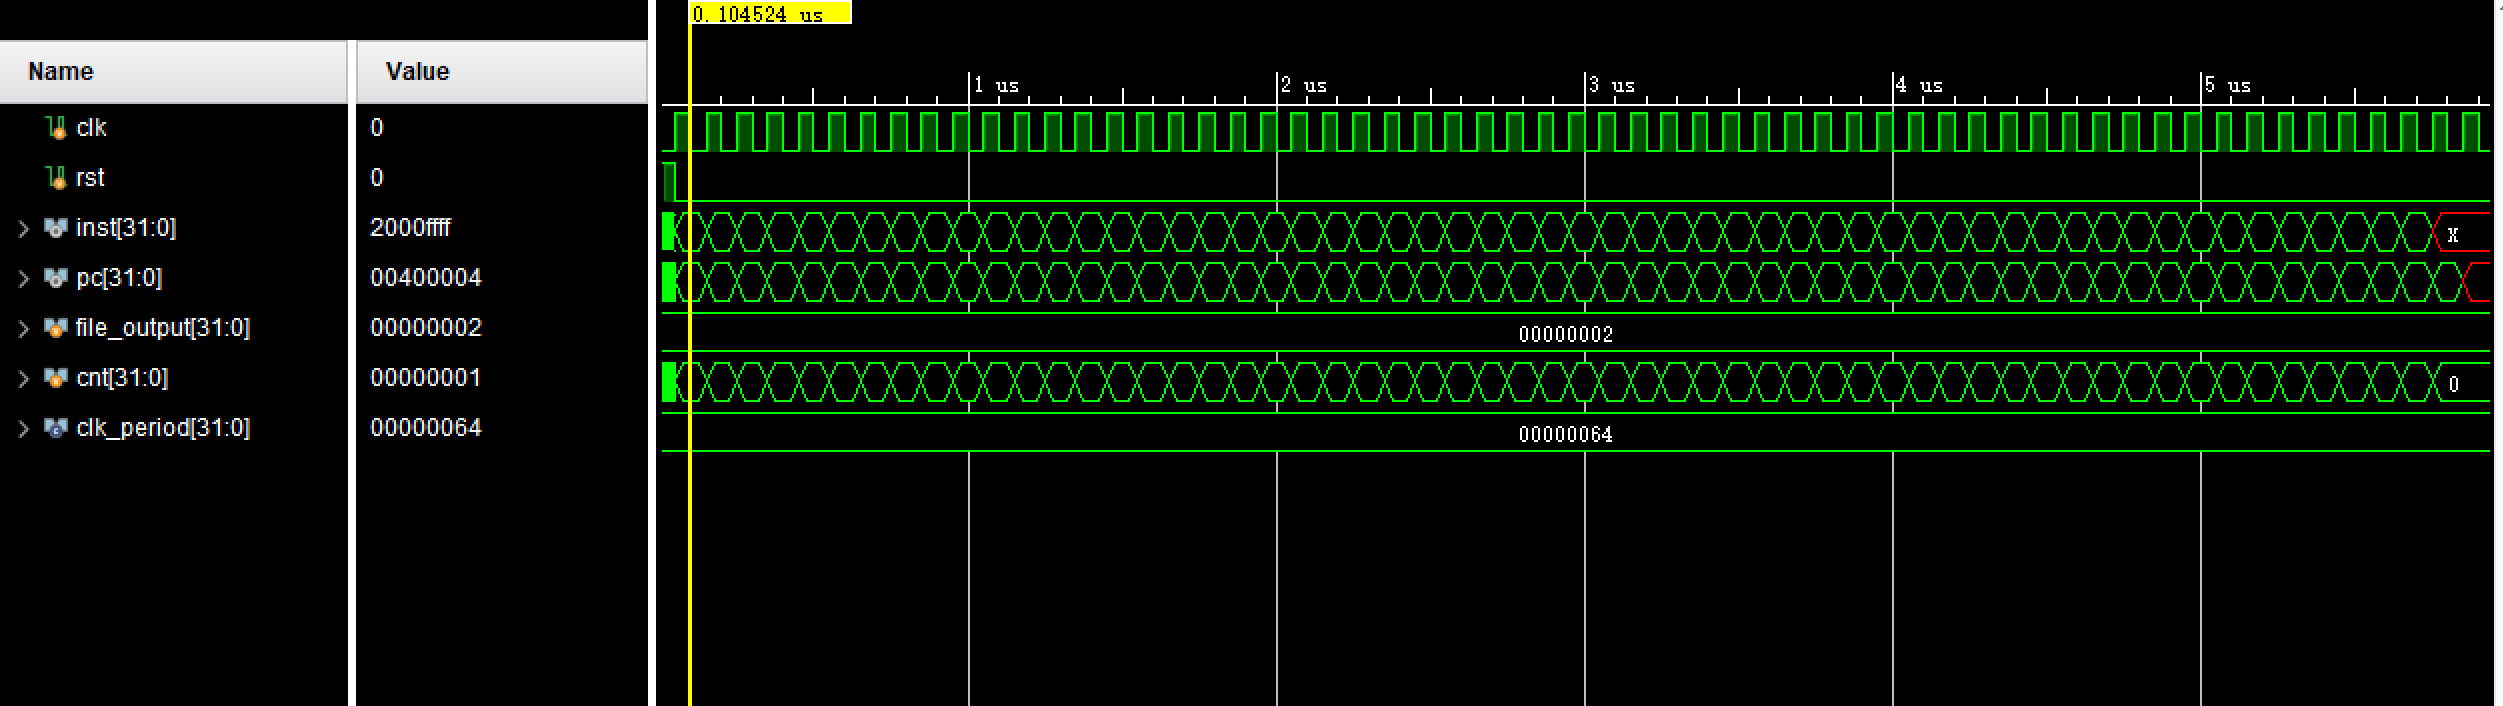 0.104524 us
Name Value
1 us 2 us 3 us 4 us 5 us
clk 0
rst 0
inst[31:0] 2000ffff X
pc[31:0] 00400004
file_output[31:0] 00000002 00000002
cnt[31:0] 00000001 0
clk_period[31:0] 00000064 00000064